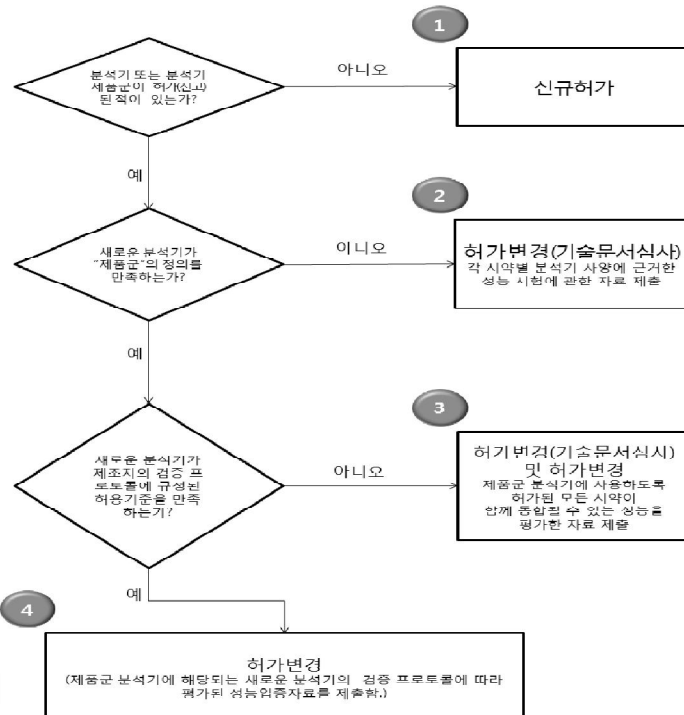 1
분석기 또는 분석기
제품군이 허가(신고)
된적이 있는가?
아니오
신규허가
예
2
새로운 분석기가
"제품군"의 정의를
만족하는가?
아니오
허가변경(기술문서심사)
각 시약별 분석기 사양에 근거한
성능 시험에 관한 자료 제출
예
3
새로운 분석기가
제조자의 검증 프
로토콜에 규정된
허용기준을 만족
하는가?
아니오
허가변경(기술문서심사)
및 허가변경
제품군 분석기에 사용하도록
허가된 모든 시약이
함께 통합될 수 있는 성능을
평가한 자료 제출
예
4
허가변경
(제품군 분석기에 해당되는 새로운 분석기의 검증 프로토콜에 따라
평가된 성능입증자료를 제출함.)